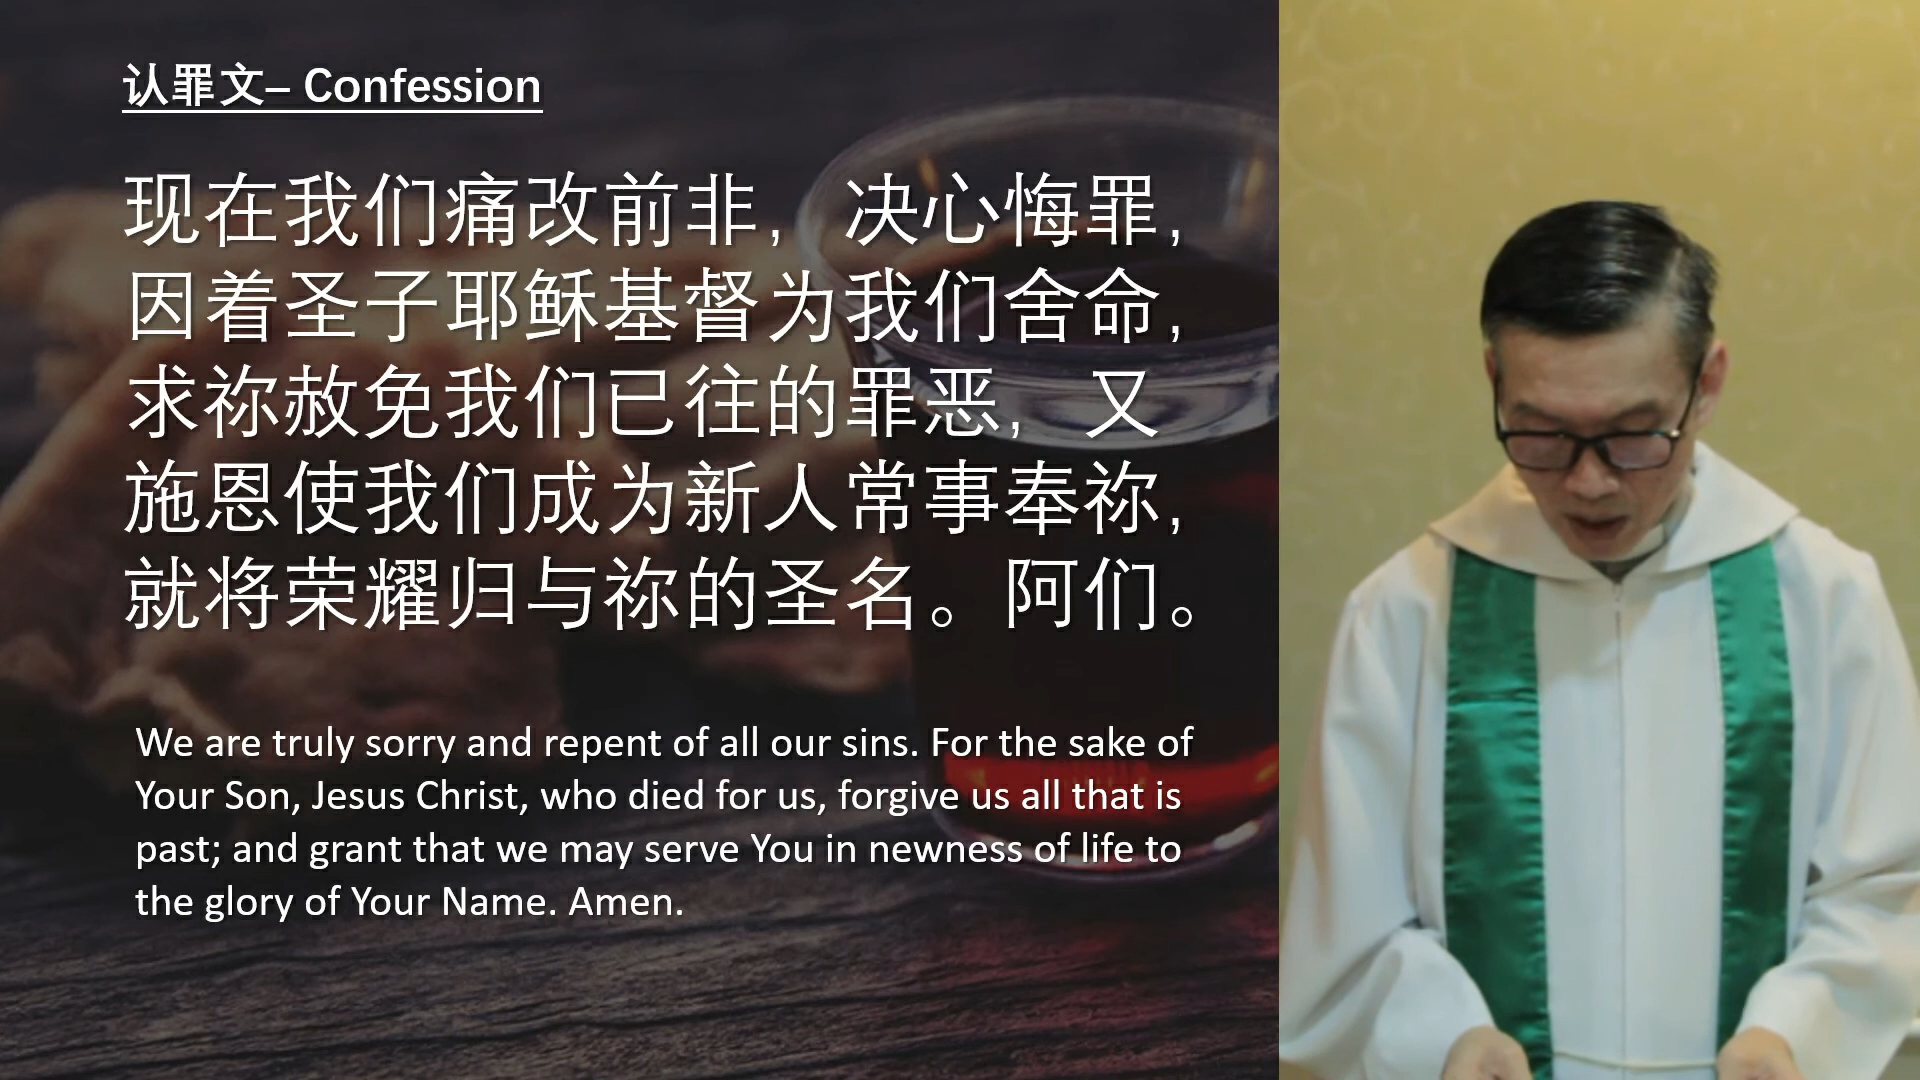 认罪文– Confession
现在我们痛改前非，决心悔罪，
因着圣子耶稣基督为我们舍命，
求祢赦免我们已往的罪恶，又
施恩使我们成为新人常事奉祢，
就将荣耀归与祢的圣名。阿们。
We are truly sorry and repent of all our sins. For the sake of
Your Son, Jesus Christ, who died for us, forgive us all that is
past; and grant that we may serve You in newness of life to
the glory of Your Name. Amen.